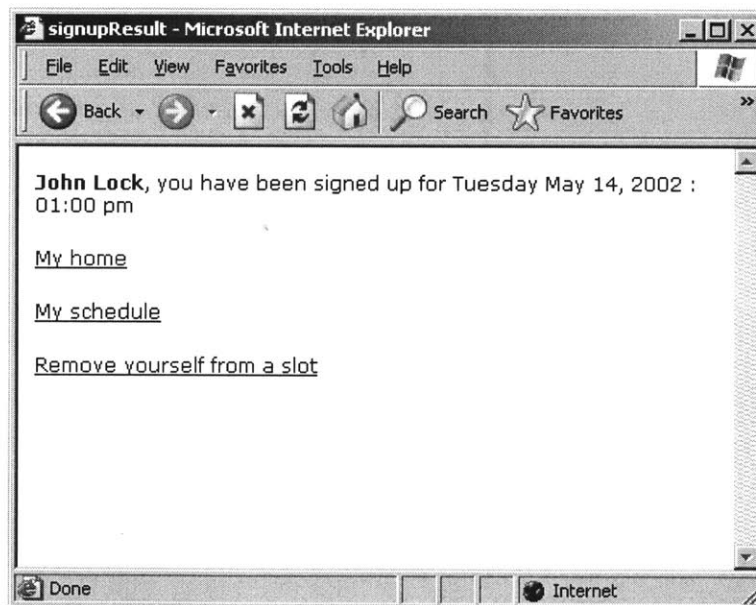 signupResult - Microsoft Internet Explorer
File Edit View Favorites Tools Help
Back Search Favorites »
John Lock, you have been signed up for Tuesday May 14, 2002 :
01:00 pm
My home
My schedule
Remove yourself from a slot
Done Internet